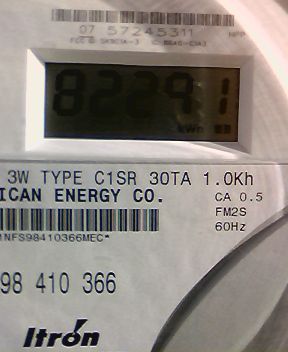 07 57245311
82291
kWh
3W TYPE C1SR 30TA 1.0Kh
ICAN ENERGY CO.
CA 0.5
FM2S
60Hz
1NFS98410366MEC*
98 410 366
Itron